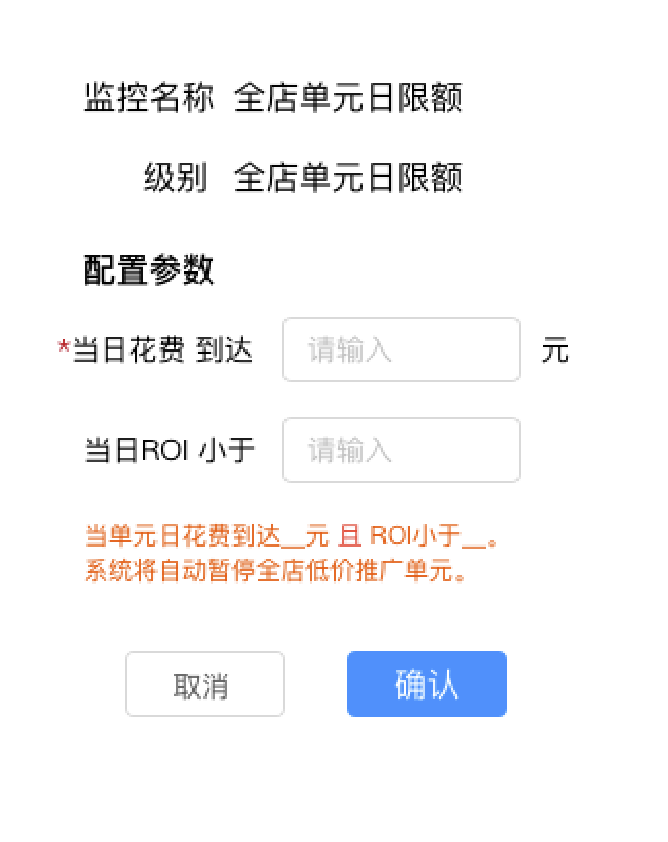 监控名称 全店单元日限额
级别 全店单元日限额
配置参数
*当日花费 到达 请输入 元
当日ROI 小于 请输入
当单元日花费到达__元 且 ROI小于__。
系统将自动暂停全店低价推广单元。
取消 确认